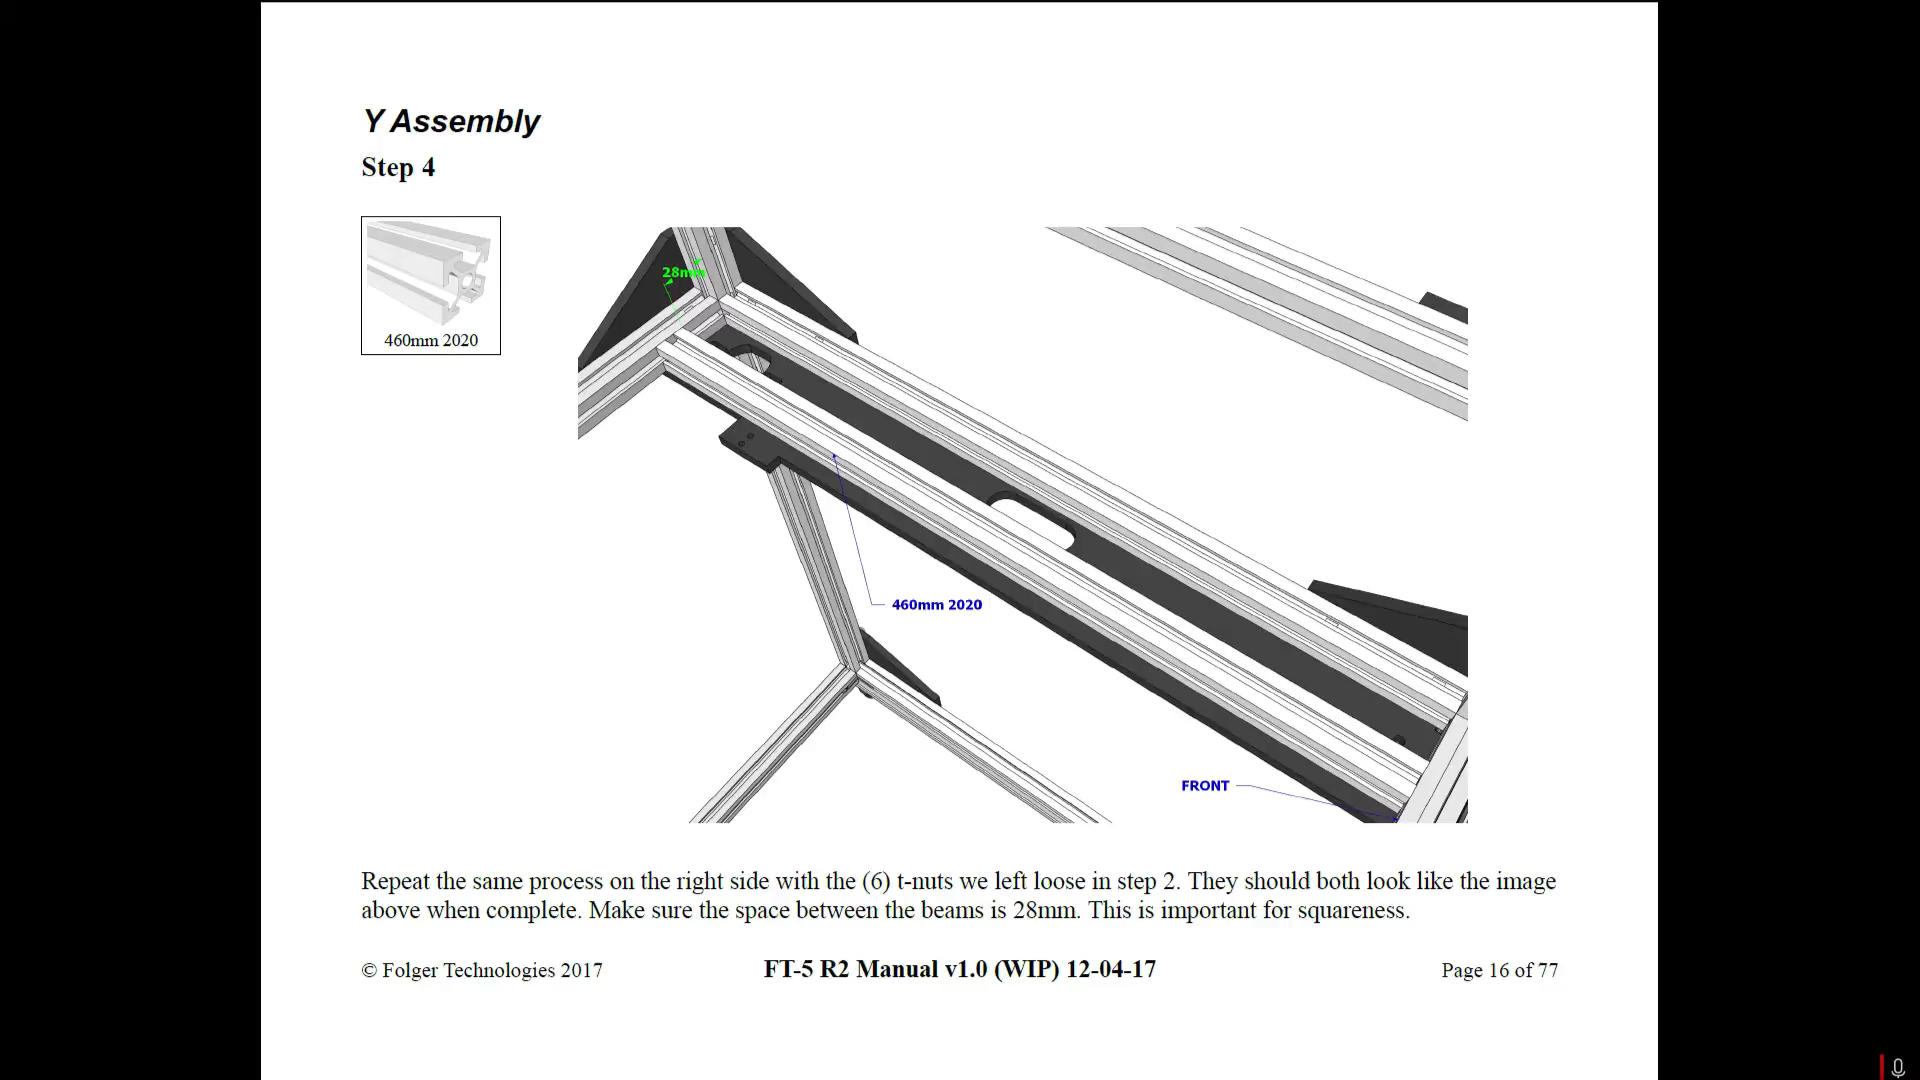 Y Assembly
Step 4
28mm
460mm 2020
460mm 2020
FRONT
Repeat the same process on the right side with the (6) t-nuts we left loose in step 2. They should both look like the image
above when complete. Make sure the space between the beams is 28mm. This is important for squareness.
© Folger Technologies 2017 FT-5 R2 Manual v1.0 (WIP) 12-04-17 Page 16 of 77